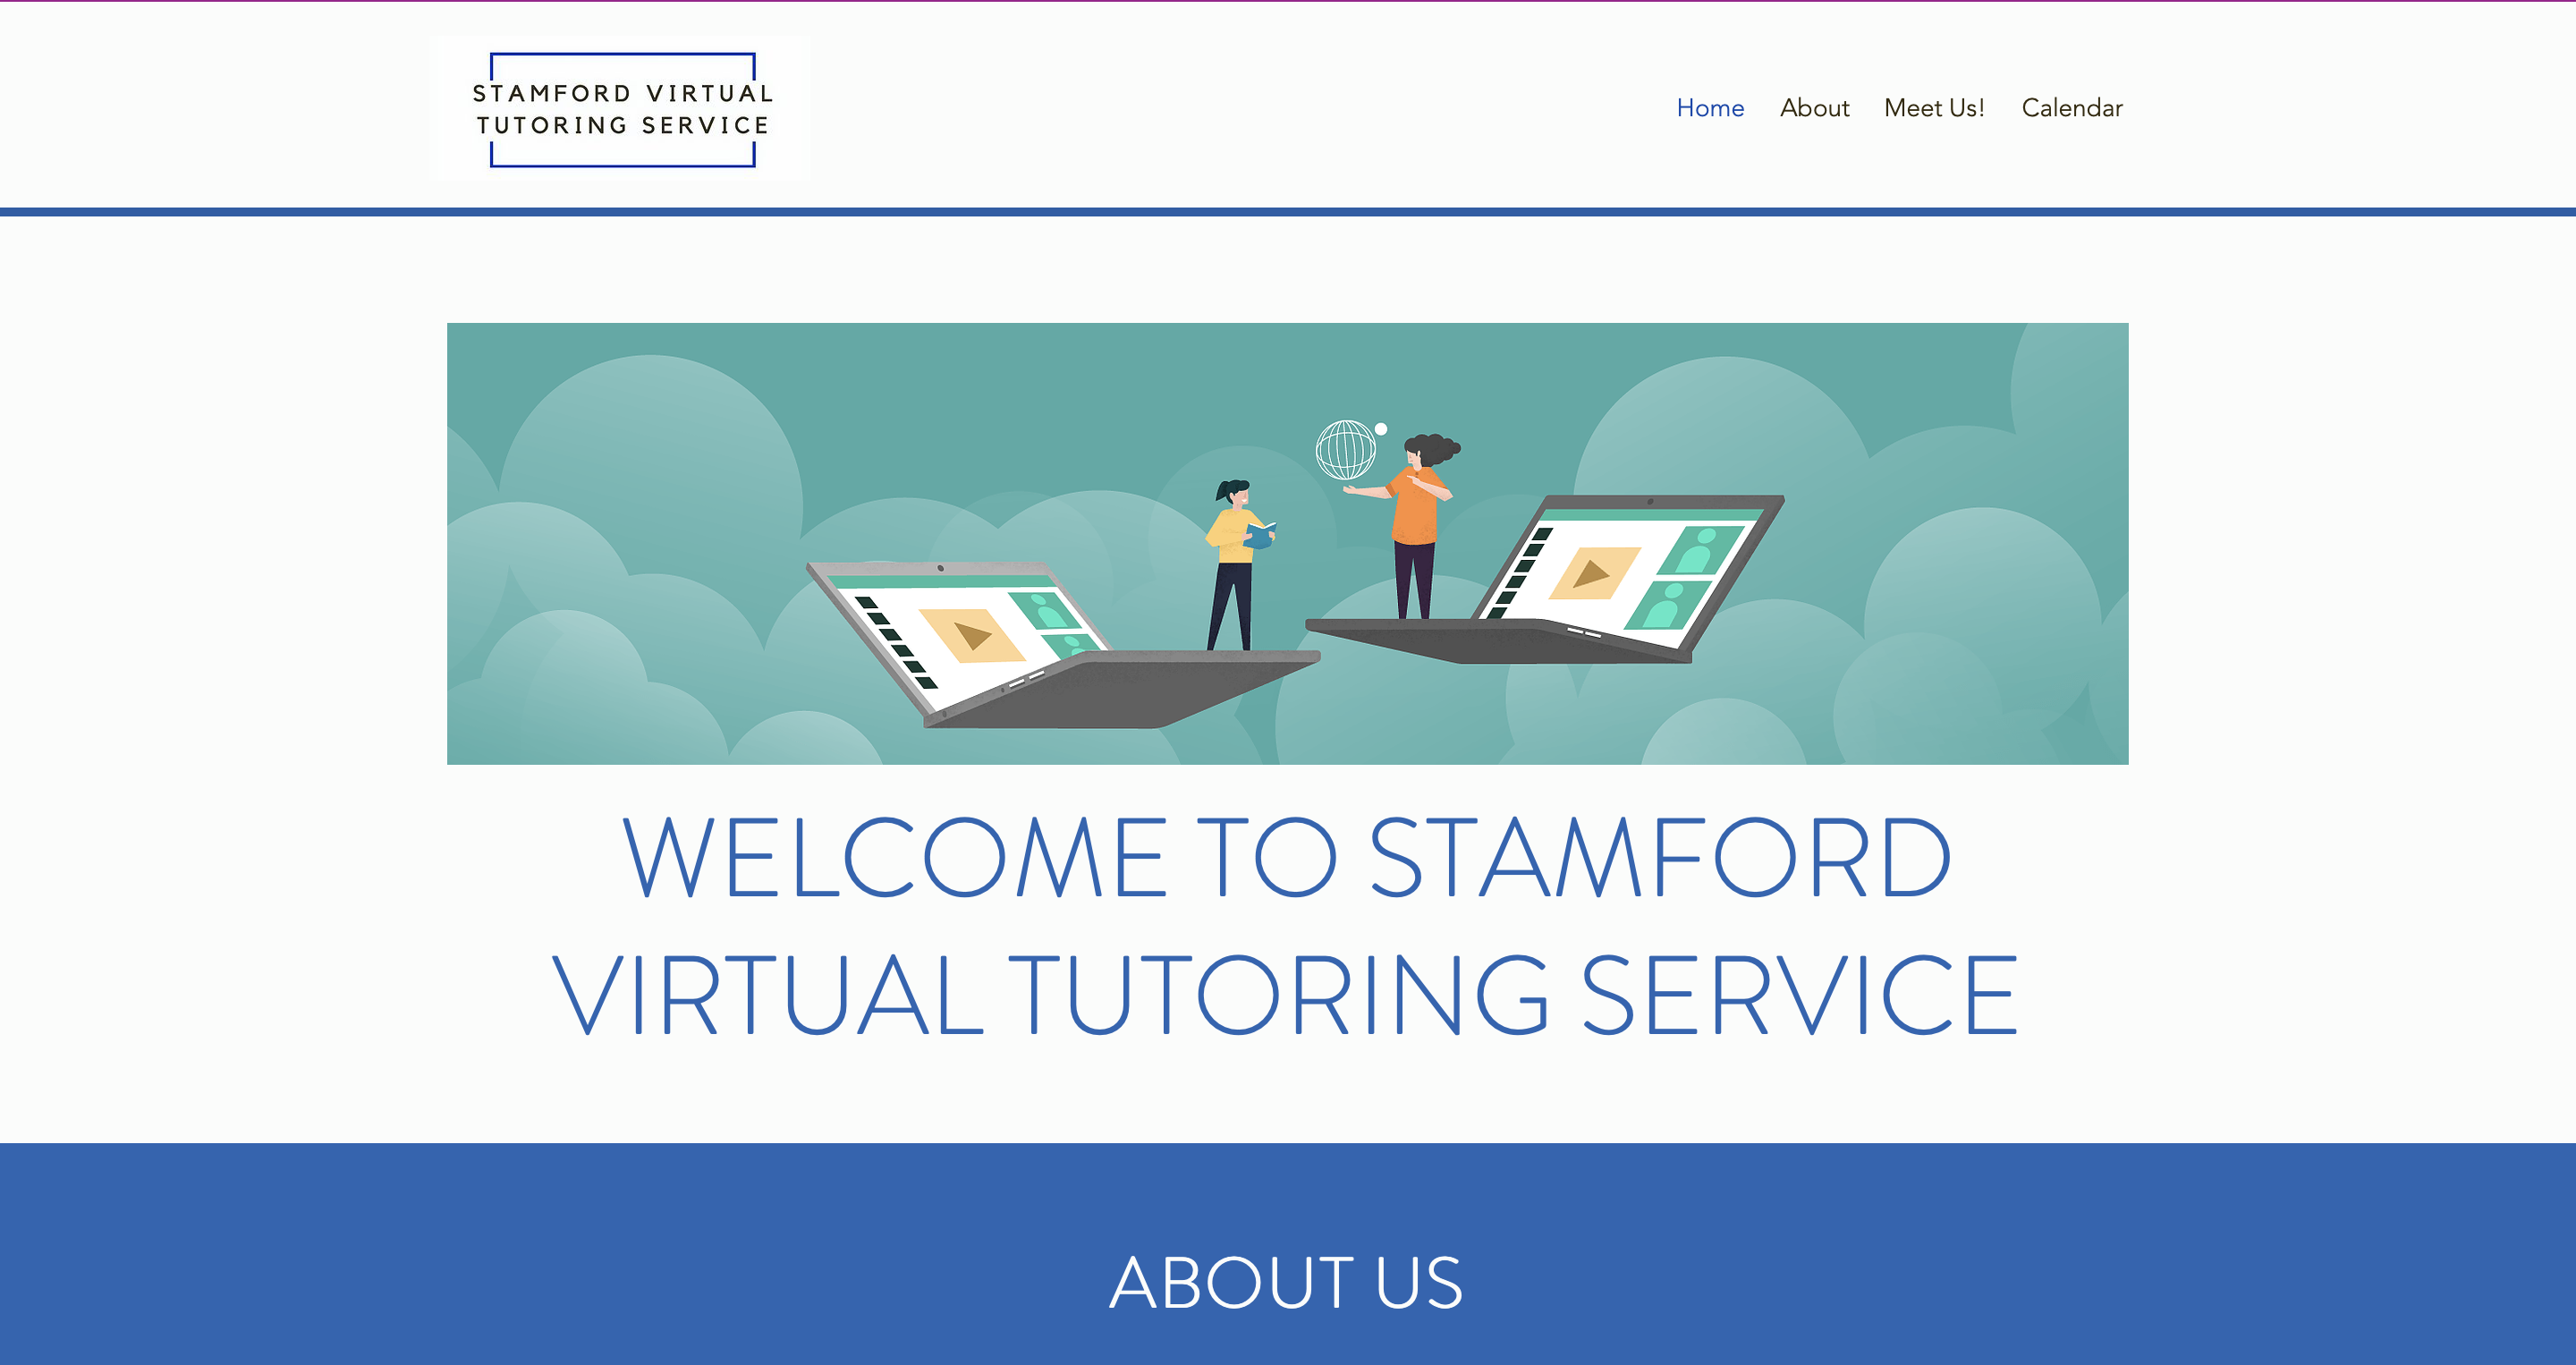 STAMFORD VIRTUAL
TUTORING SERVICE
Home About Meet Us! Calendar
WELCOME TO STAMFORD
VIRTUAL TUTORING SERVICE
ABOUT US